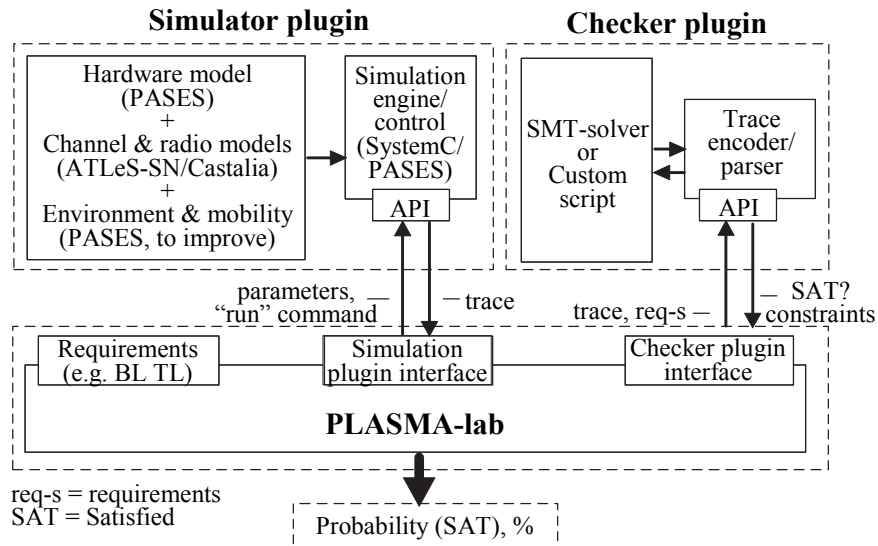 Simulator plugin
Checker plugin
Hardware model
(PASES)
+
Channel & radio models
(ATLeS-SN/Castalia)
+
Environment & mobility
(PASES, to improve)
Simulation
engine/
control
(SystemC/
PASES)
API
SMT-solver
or
Custom
script
Trace
encoder/
parser
API
parameters,
“run” command
trace
trace, req-s
SAT?
constraints
Requirements
(e.g. BL TL)
Simulation
plugin interface
Checker plugin
interface
PLASMA-lab
req-s = requirements
SAT = Satisfied
Probability (SAT), %